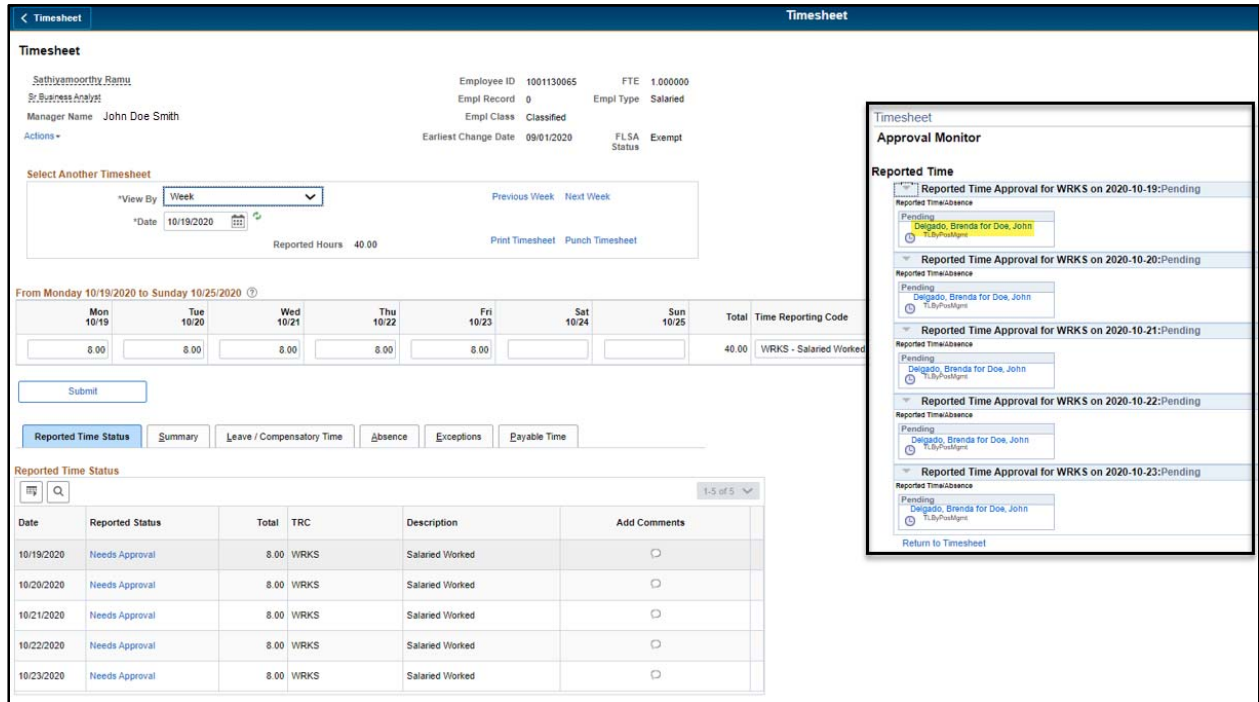 Timesheet
Timesheet
Timesheet
Sathiyamoorthy Ramu
Sr Business Analyst
Manager Name John Doe Smith
Actions
Employee ID 1001130065 FTE 1.000000
Empl Record 0 Empl Type Salaried
Empl Class Classified
Earliest Change Date 09/01/2020 FLSA Status Exempt
Select Another Timesheet
*View By Week
Previous Week Next Week
*Date 10/19/2020
Reported Hours 40.00
Print Timesheet Punch Timesheet
From Monday 10/19/2020 to Sunday 10/25/2020 ?
Mon 10/19 Tue 10/20 Wed 10/21 Thu 10/22 Fri 10/23 Sat 10/24 Sun 10/25 Total Time Reporting Code
8.00 8.00 8.00 8.00 8.00 40.00 WRKS - Salaried Worked
Submit
Reported Time Status Summary Leave / Compensatory Time Absence Exceptions Payable Time
Reported Time Status
1-5 of 5
Date Reported Status Total TRC Description Add Comments
10/19/2020 Needs Approval 8.00 WRKS Salaried Worked
10/20/2020 Needs Approval 8.00 WRKS Salaried Worked
10/21/2020 Needs Approval 8.00 WRKS Salaried Worked
10/22/2020 Needs Approval 8.00 WRKS Salaried Worked
10/23/2020 Needs Approval 8.00 WRKS Salaried Worked
Timesheet
Approval Monitor
Reported Time
Reported Time Approval for WRKS on 2020-10-19:Pending
Reported Time/Absence
Pending
Delgado, Brenda for Doe, John
TLByPosMgmt
Reported Time Approval for WRKS on 2020-10-20:Pending
Reported Time/Absence
Pending
Delgado, Brenda for Doe, John
TLByPosMgmt
Reported Time Approval for WRKS on 2020-10-21:Pending
Reported Time/Absence
Pending
Delgado, Brenda for Doe, John
TLByPosMgmt
Reported Time Approval for WRKS on 2020-10-22:Pending
Reported Time/Absence
Pending
Delgado, Brenda for Doe, John
TLByPosMgmt
Reported Time Approval for WRKS on 2020-10-23:Pending
Reported Time/Absence
Pending
Delgado, Brenda for Doe, John
TLByPosMgmt
Return to Timesheet